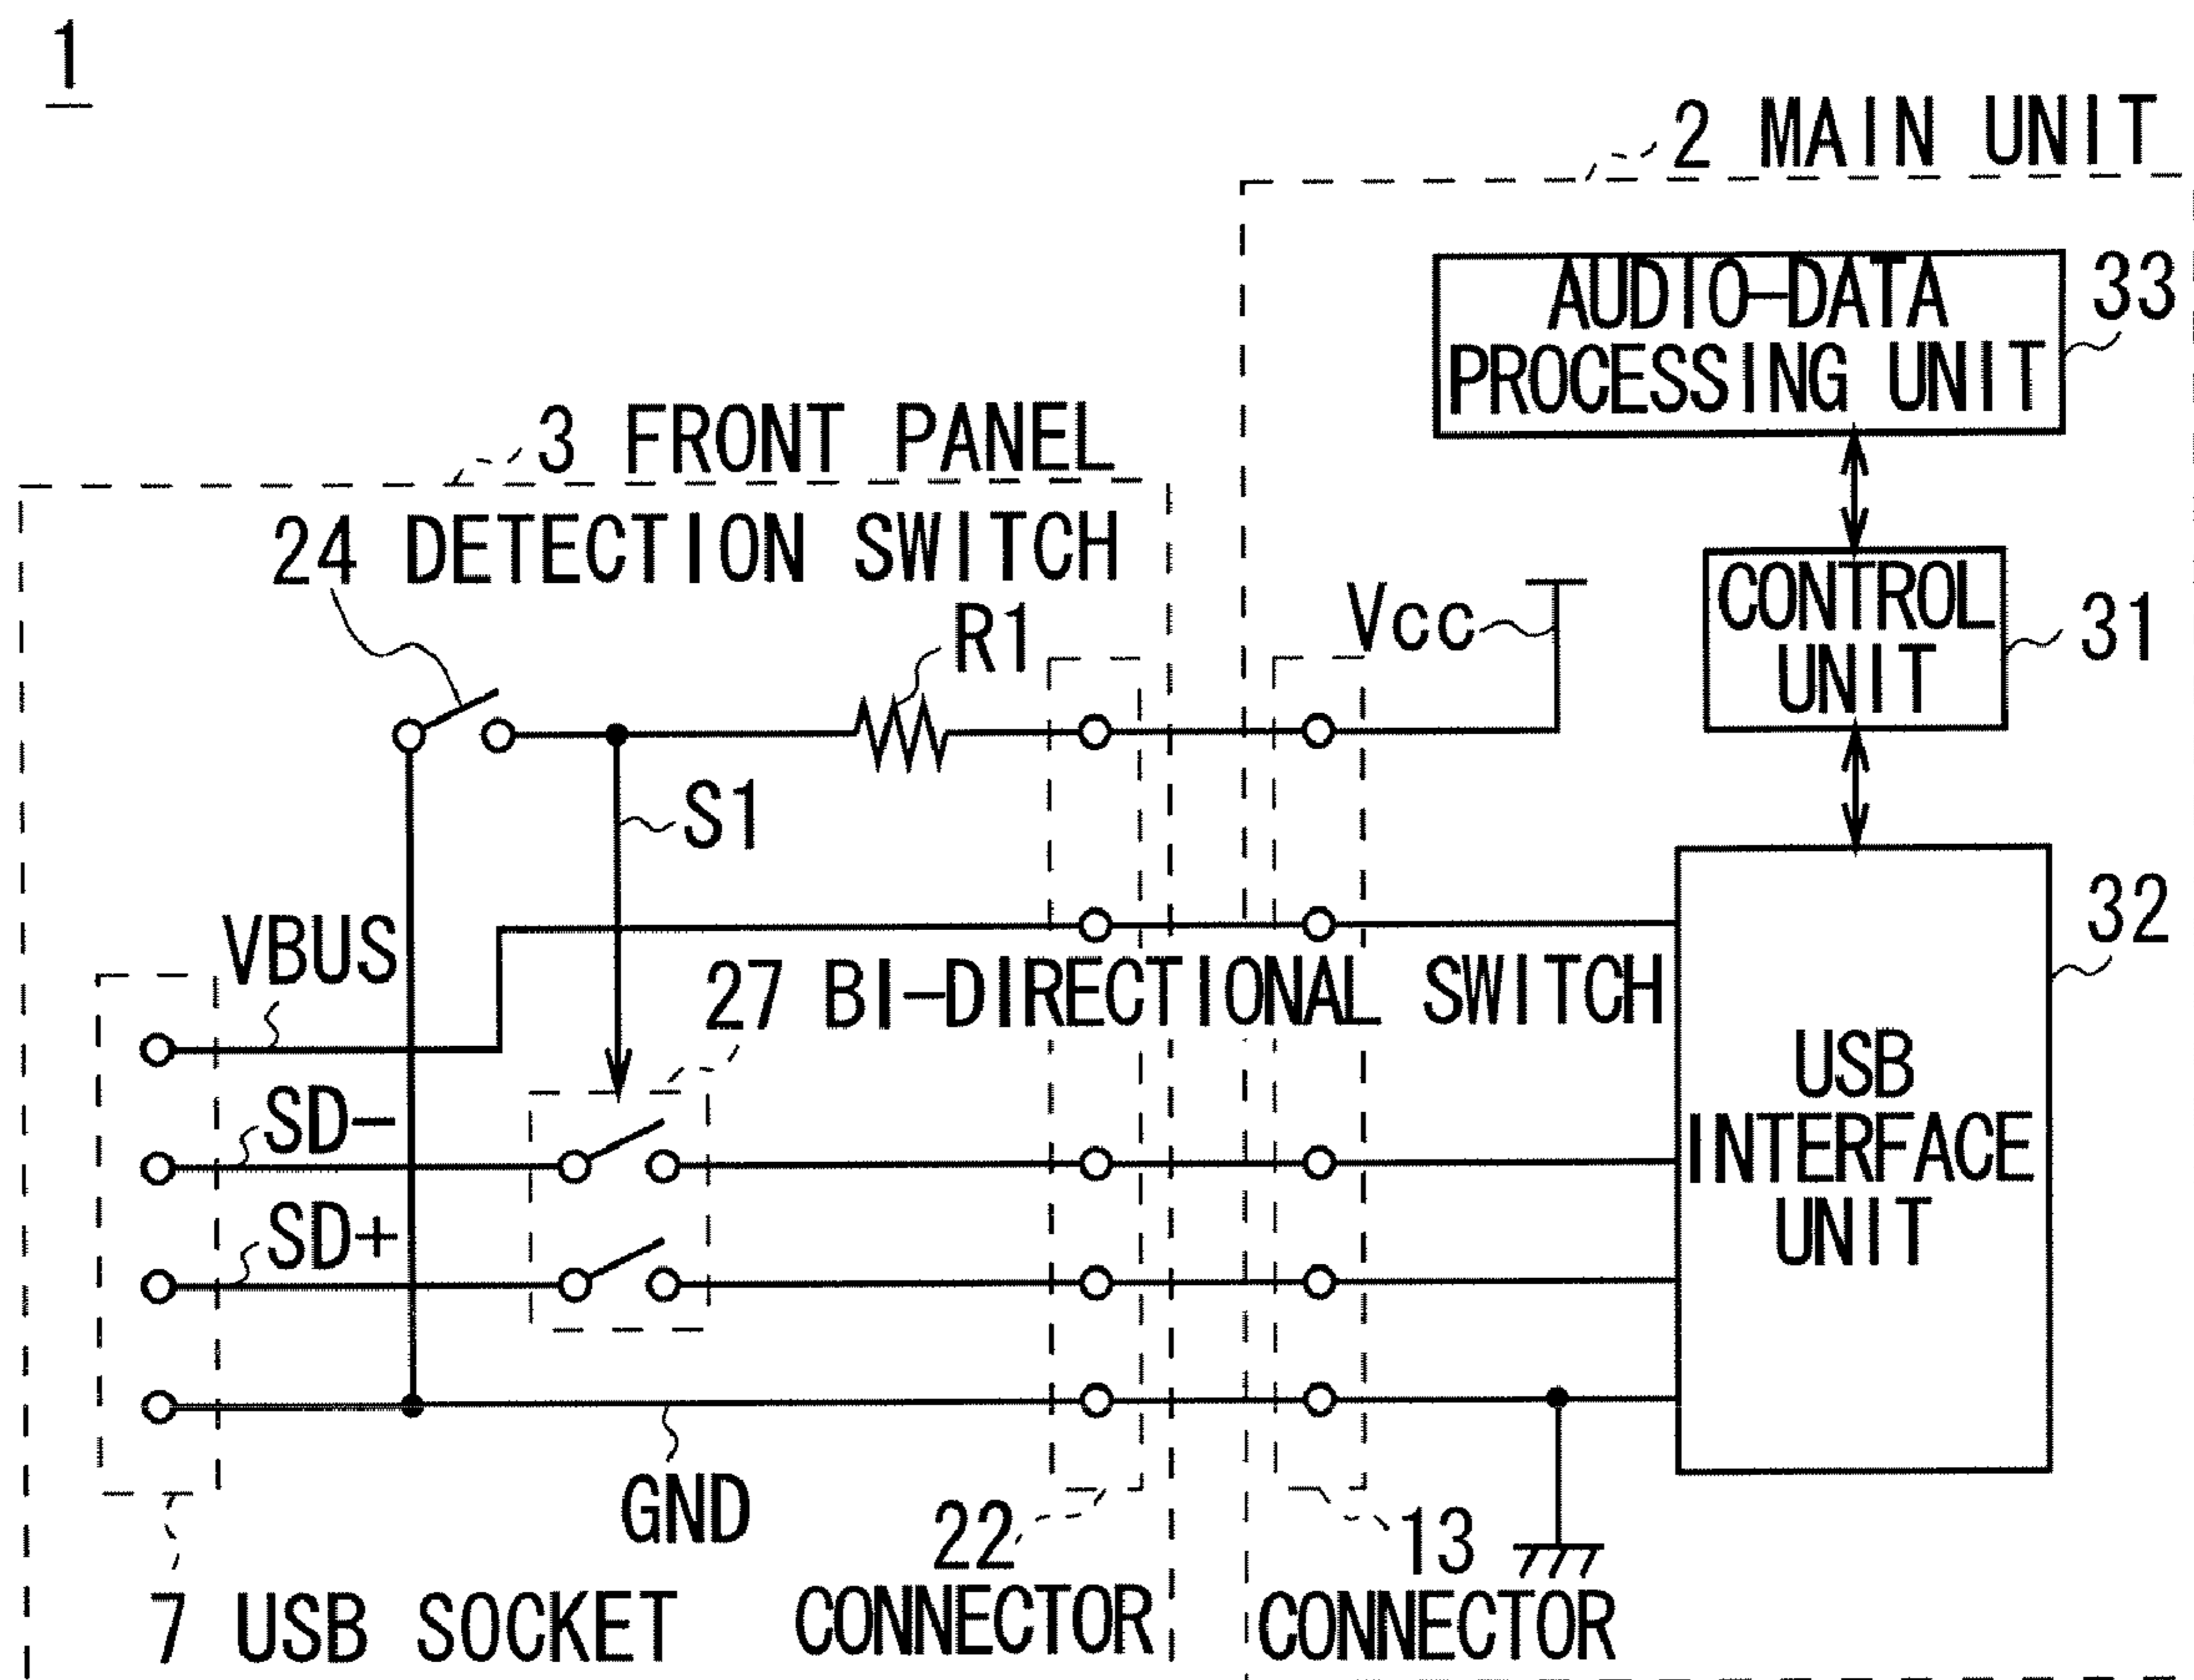 1
2 MAIN UNIT
AUDIO-DATA
PROCESSING UNIT
33
3 FRONT PANEL
24 DETECTION SWITCH
R1
Vcc
CONTROL
UNIT
31
S1
VBUS
27 BI-DIRECTIONAL SWITCH
32
SD-
SD+
USB
INTERFACE
UNIT
GND
22
CONNECTOR
13
CONNECTOR
7 USB SOCKET